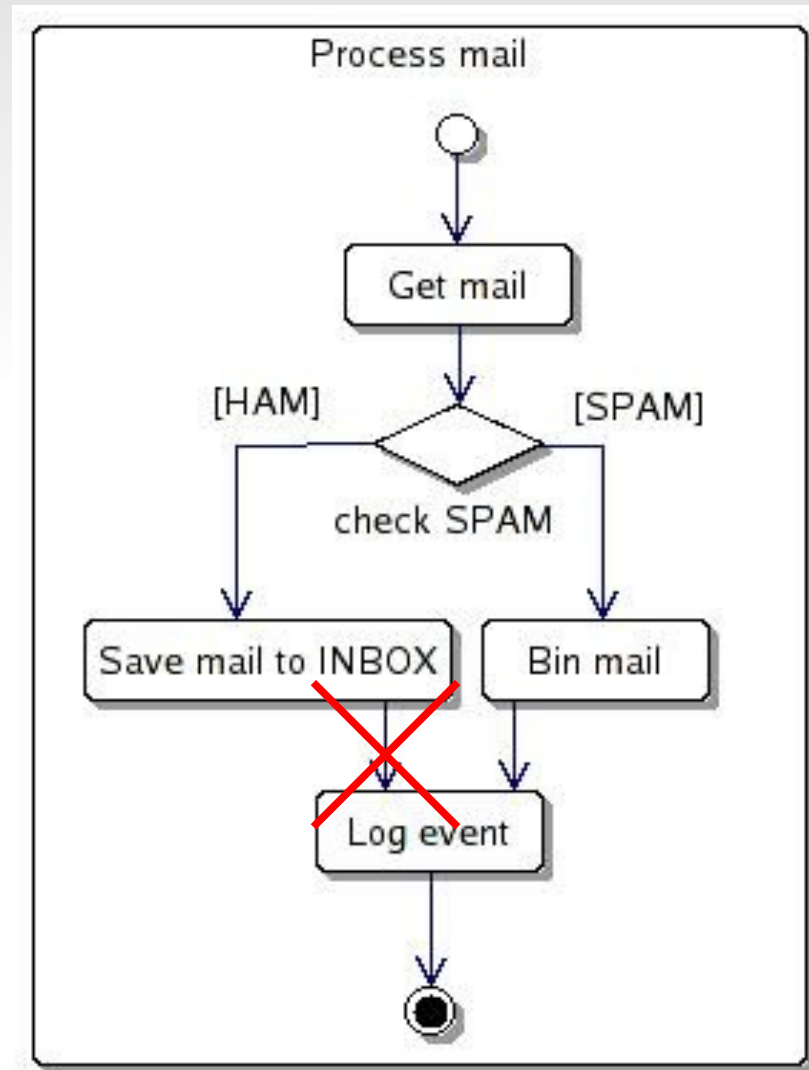 Process mail
Get mail
[HAM]
[SPAM]
check SPAM
Save mail to INBOX
Bin mail
Log event